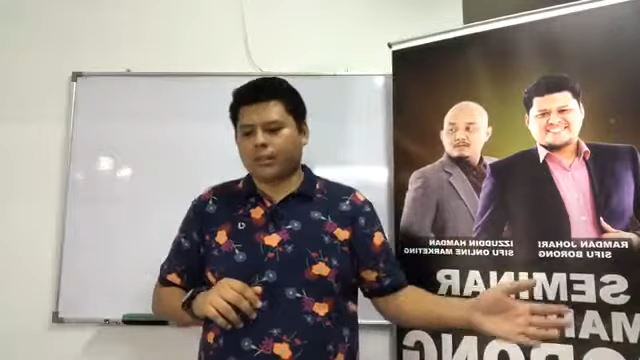 RAMDAN JOHARI
SIFU BORONG
IZZUDDIN HAMDAN
SIFU ONLINE MARKETING
SEMINAR